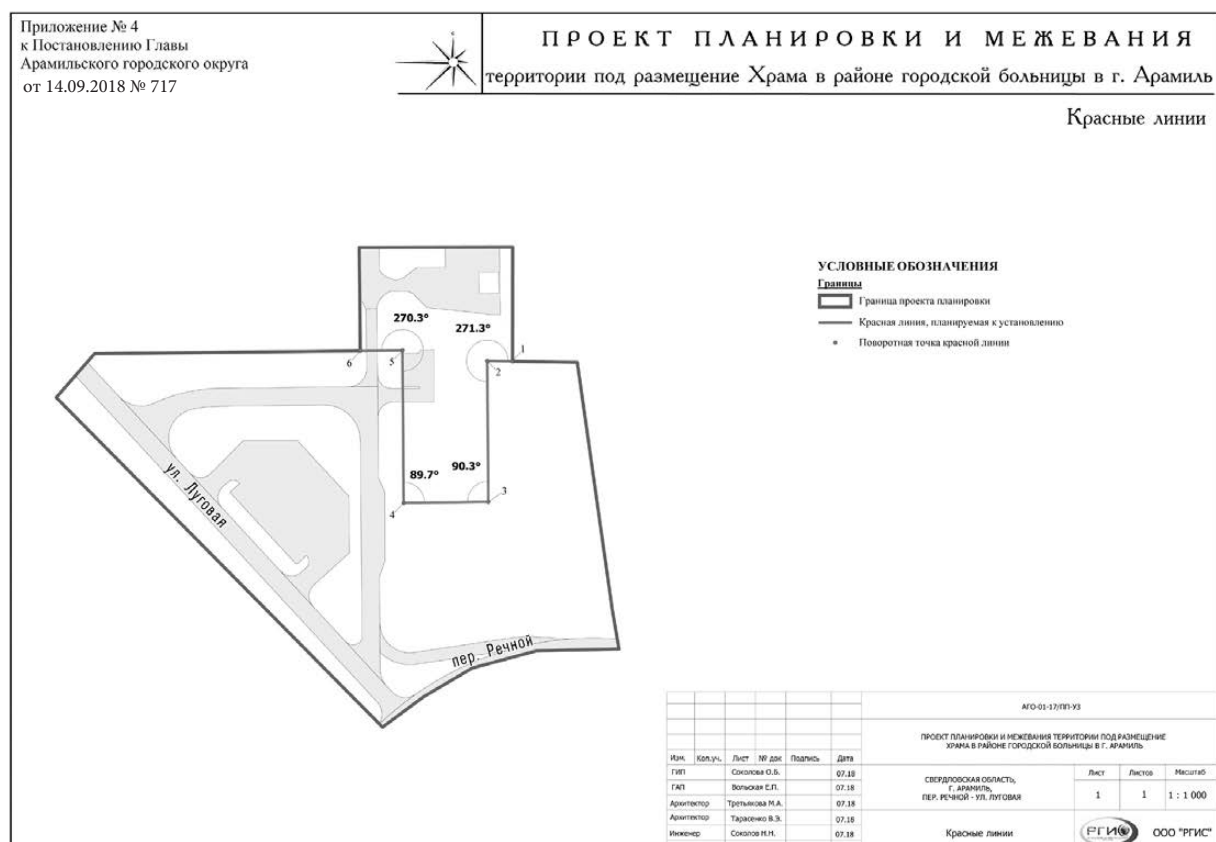 Приложение № 4
к Постановлению Главы
Арамильского городского округа
от 14.09.2018 № 717
ПРОЕКТ ПЛАНИРОВКИ И МЕЖЕВАНИЯ
территории под размещение Храма в районе городской больницы в г. Арамиль
Красные линии
УСЛОВНЫЕ ОБОЗНАЧЕНИЯ
Границы
Граница проекта планировки
Красная линия, планируемая к установлению
Поворотная точка красной линии
270.3°
271.3°
6
5
2
1
89.7°
90.3°
4
3
ул. Луговая
пер. Речной
АГО-01-17/ПП-УЗ
ПРОЕКТ ПЛАНИРОВКИ И МЕЖЕВАНИЯ ТЕРРИТОРИИ ПОД РАЗМЕЩЕНИЕ
ХРАМА В РАЙОНЕ ГОРОДСКОЙ БОЛЬНИЦЫ В Г. АРАМИЛЬ
Изм. Кол.уч. Лист № док Подпись Дата
ГИП Соколова О.Б. 07.18
ГАП Вольская Е.П. 07.18
Архитектор Третьякова М.А. 07.18
Архитектор Тарасенко В.Э. 07.18
Инженер Соколов Н.Н. 07.18
СВЕРДЛОВСКАЯ ОБЛАСТЬ,
Г. АРАМИЛЬ,
ПЕР. РЕЧНОЙ - УЛ. ЛУГОВАЯ
Лист Листов Масштаб
1 1 1 : 1 000
Красные линии
РГИС ООО "РГИС"